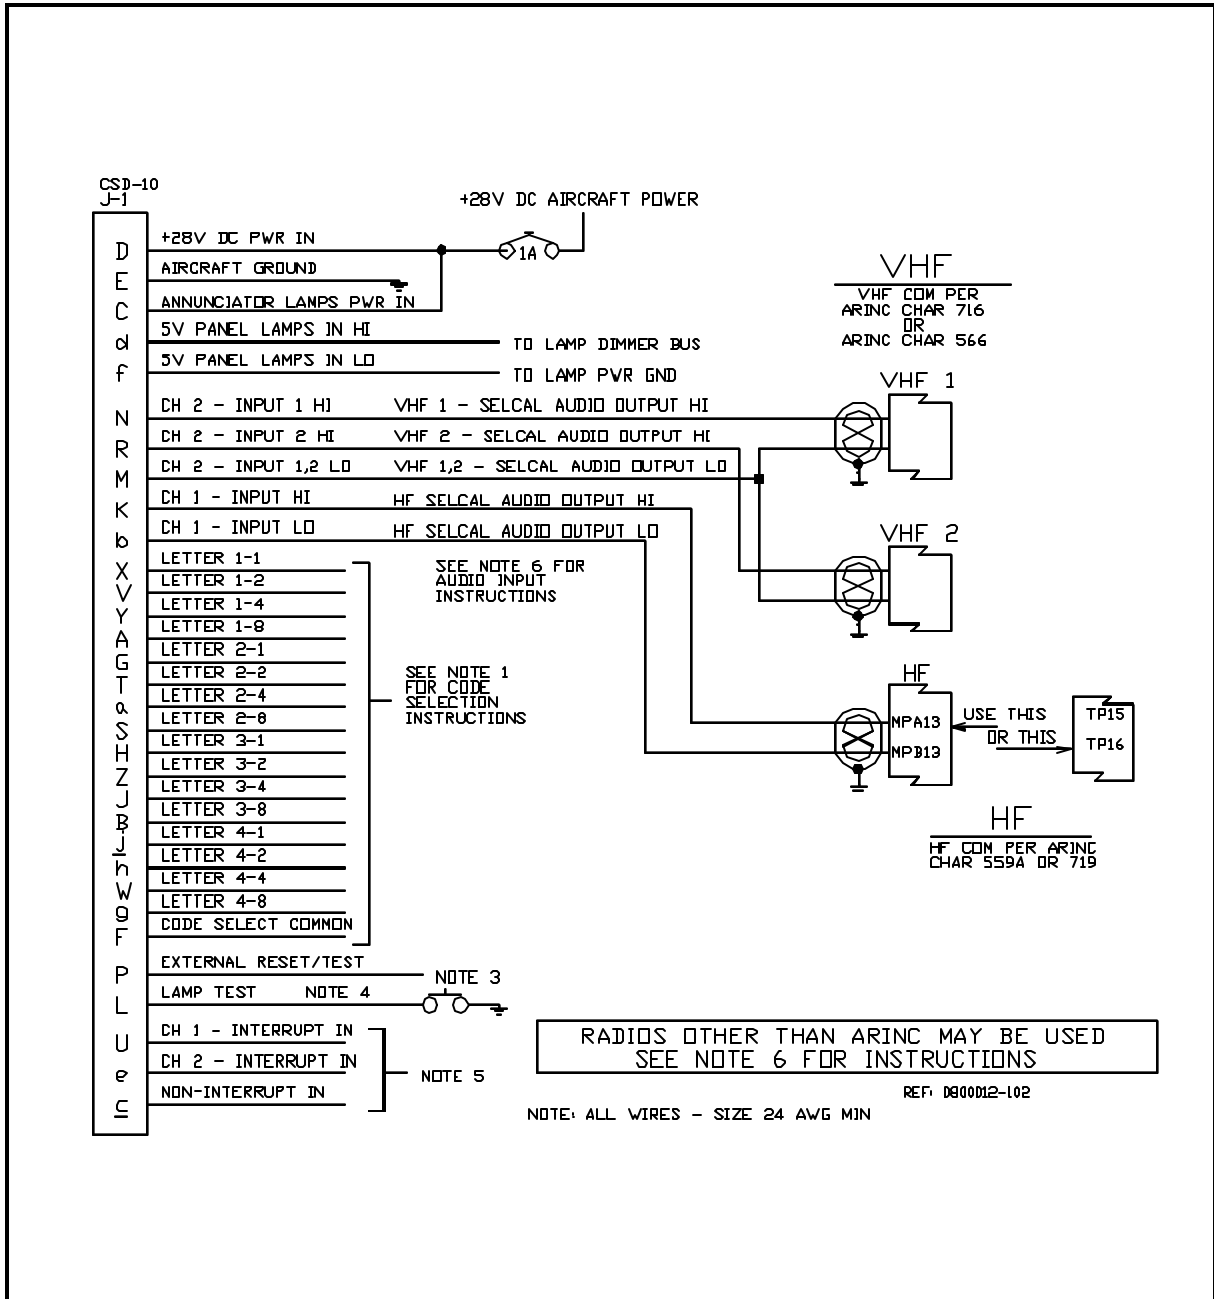 CSD-10
J-1
+28V DC AIRCRAFT POWER
D +28V DC PWR IN
1A
E AIRCRAFT GROUND
C ANNUNCIATOR LAMPS PWR IN
d 5V PANEL LAMPS IN HI
TO LAMP DIMMER BUS
f 5V PANEL LAMPS IN LO
TO LAMP PWR GND
VHF
VHF COM PER
ARINC CHAR 716
OR
ARINC CHAR 566
VHF 1
N CH 2 - INPUT 1 HI VHF 1 - SELCAL AUDIO OUTPUT HI
R CH 2 - INPUT 2 HI VHF 2 - SELCAL AUDIO OUTPUT HI
M CH 2 - INPUT 1,2 LO VHF 1,2 - SELCAL AUDIO OUTPUT LO
K CH 1 - INPUT HI HF SELCAL AUDIO OUTPUT HI
b CH 1 - INPUT LO HF SELCAL AUDIO OUTPUT LO
VHF 2
SEE NOTE 6 FOR
AUDIO INPUT
INSTRUCTIONS
X LETTER 1-1
V LETTER 1-2
Y LETTER 1-4
A LETTER 1-8
G LETTER 2-1
T LETTER 2-2
a LETTER 2-4
S LETTER 2-8
H LETTER 3-1
Z LETTER 3-2
J LETTER 3-4
B LETTER 3-8
j LETTER 4-1
h LETTER 4-2
W LETTER 4-4
g LETTER 4-8
F CODE SELECT COMMON
SEE NOTE 1
FOR CODE
SELECTION
INSTRUCTIONS
HF
MPA13
MPB13
USE THIS
OR THIS
TP15
TP16
HF
HF COM PER ARINC
CHAR 559A OR 719
P EXTERNAL RESET/TEST
NOTE 3
L LAMP TEST NOTE 4
U CH 1 - INTERRUPT IN
e CH 2 - INTERRUPT IN
c NON-INTERRUPT IN
NOTE 5
RADIOS OTHER THAN ARINC MAY BE USED
SEE NOTE 6 FOR INSTRUCTIONS
REF: D800D12-102
NOTE: ALL WIRES - SIZE 24 AWG MIN